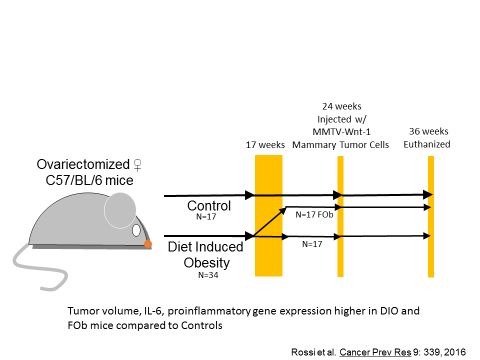 24 weeks
Injected w/
MMTV-Wnt-1
17 weeks Mammary Tumor Cells
36 weeks
Euthanized
Ovariectomized ♀
C57/BL/6 mice
Control
N=17
N=17 FOb
Diet Induced
Obesity
N=34
N=17
Tumor volume, IL-6, proinflammatory gene expression higher in DIO and
FOb mice compared to Controls
Rossi et al. Cancer Prev Res 9: 339, 2016